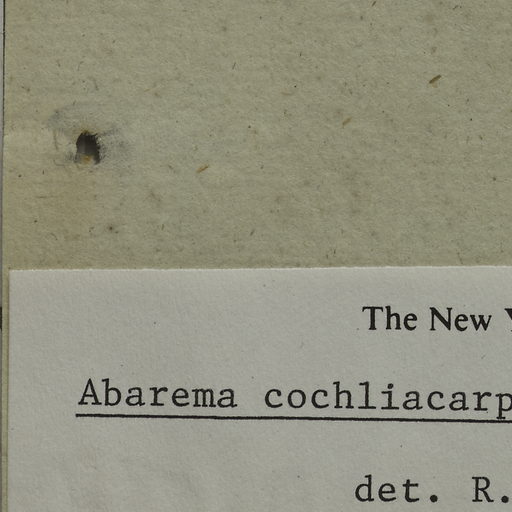 The New
Abarema cochliacarp
det. R.